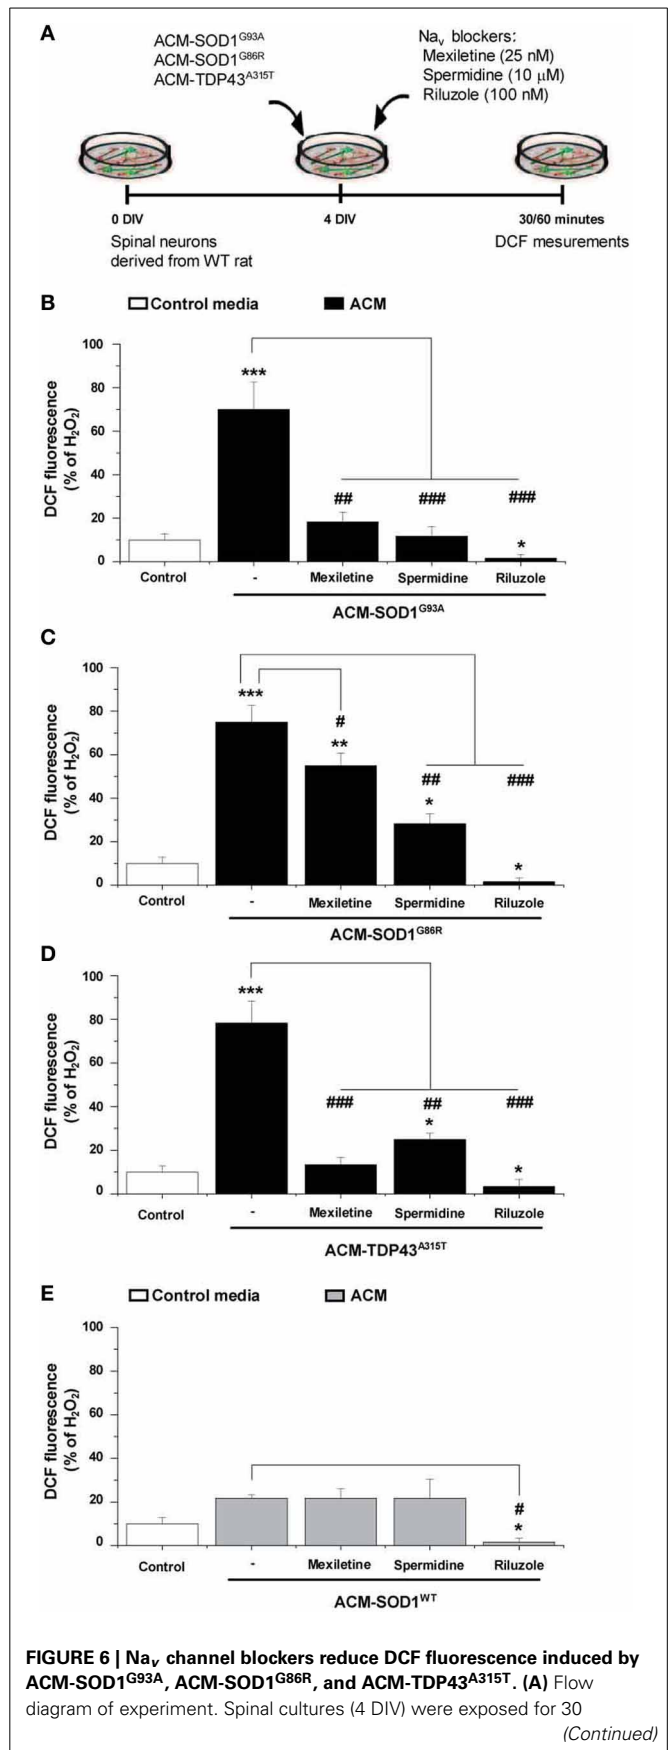 A
ACM-SOD1G93A
ACM-SOD1G86R
ACM-TDP43A315T
Nav blockers:
Mexiletine (25 nM)
Spermidine (10 µM)
Riluzole (100 nM)
0 DIV
4 DIV
30/60 minutes
Spinal neurons
derived from WT rat
DCF mesurements
B
Control media
ACM
DCF fluorescence
(% of H2O2)
100
80
60
40
20
0
***
##
###
###
*
Control
-
Mexiletine
Spermidine
Riluzole
ACM-SOD1G93A
C
DCF fluorescence
(% of H2O2)
100
80
60
40
20
0
***
#
**
##
*
###
*
Control
-
Mexiletine
Spermidine
Riluzole
ACM-SOD1G86R
D
DCF fluorescence
(% of H2O2)
100
80
60
40
20
0
***
###
##
*
###
*
Control
-
Mexiletine
Spermidine
Riluzole
ACM-TDP43A315T
E
Control media
ACM
DCF fluorescence
(% of H2O2)
100
80
60
40
20
0
#
*
Control
-
Mexiletine
Spermidine
Riluzole
ACM-SOD1WT
FIGURE 6 | Nav channel blockers reduce DCF fluorescence induced by
ACM-SOD1G93A, ACM-SOD1G86R, and ACM-TDP43A315T. (A) Flow
diagram of experiment. Spinal cultures (4 DIV) were exposed for 30
(Continued)